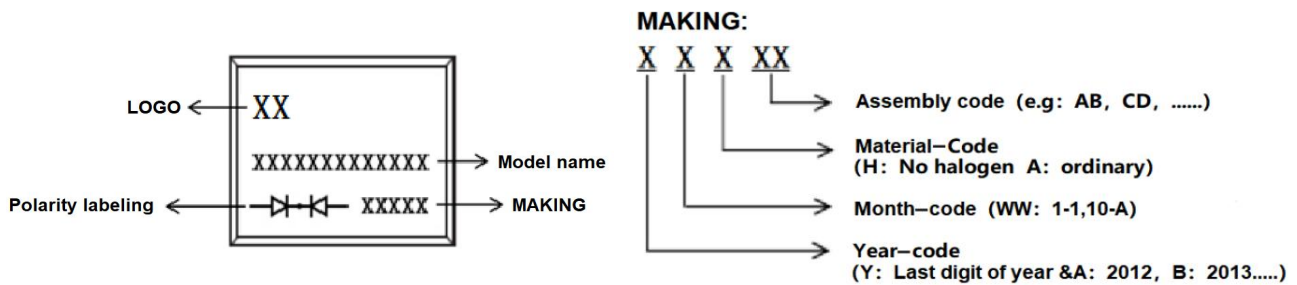 LOGO
XX
XXXXXXXXXXXXX
Model name
Polarity labeling
XXXXX
MAKING
MAKING:
X X X XX
Assembly code (e.g: AB, CD, ......)
Material-Code
(H: No halogen A: ordinary)
Month-code (WW: 1-1,10-A)
Year-code
(Y: Last digit of year &A: 2012, B: 2013.....)